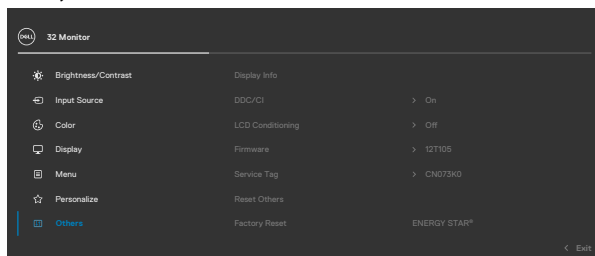 DELL
32 Monitor
Brightness/Contrast Display Info
Input Source DDC/CI > On
Color LCD Conditioning > Off
Display Firmware > 12T105
Menu Service Tag > CN073K0
Personalize Reset Others
Others Factory Reset ENERGY STAR®
< Exit